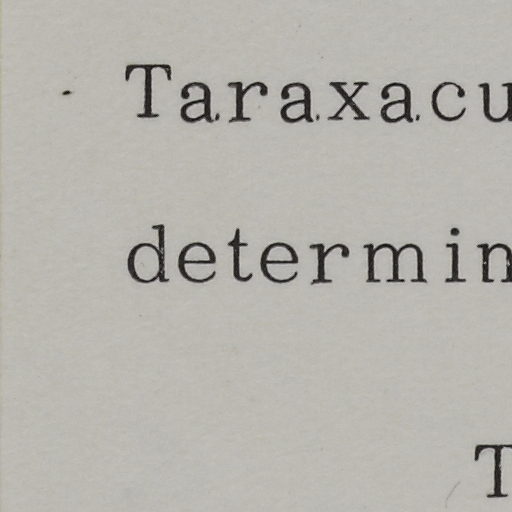 Taraxacu
determin
T